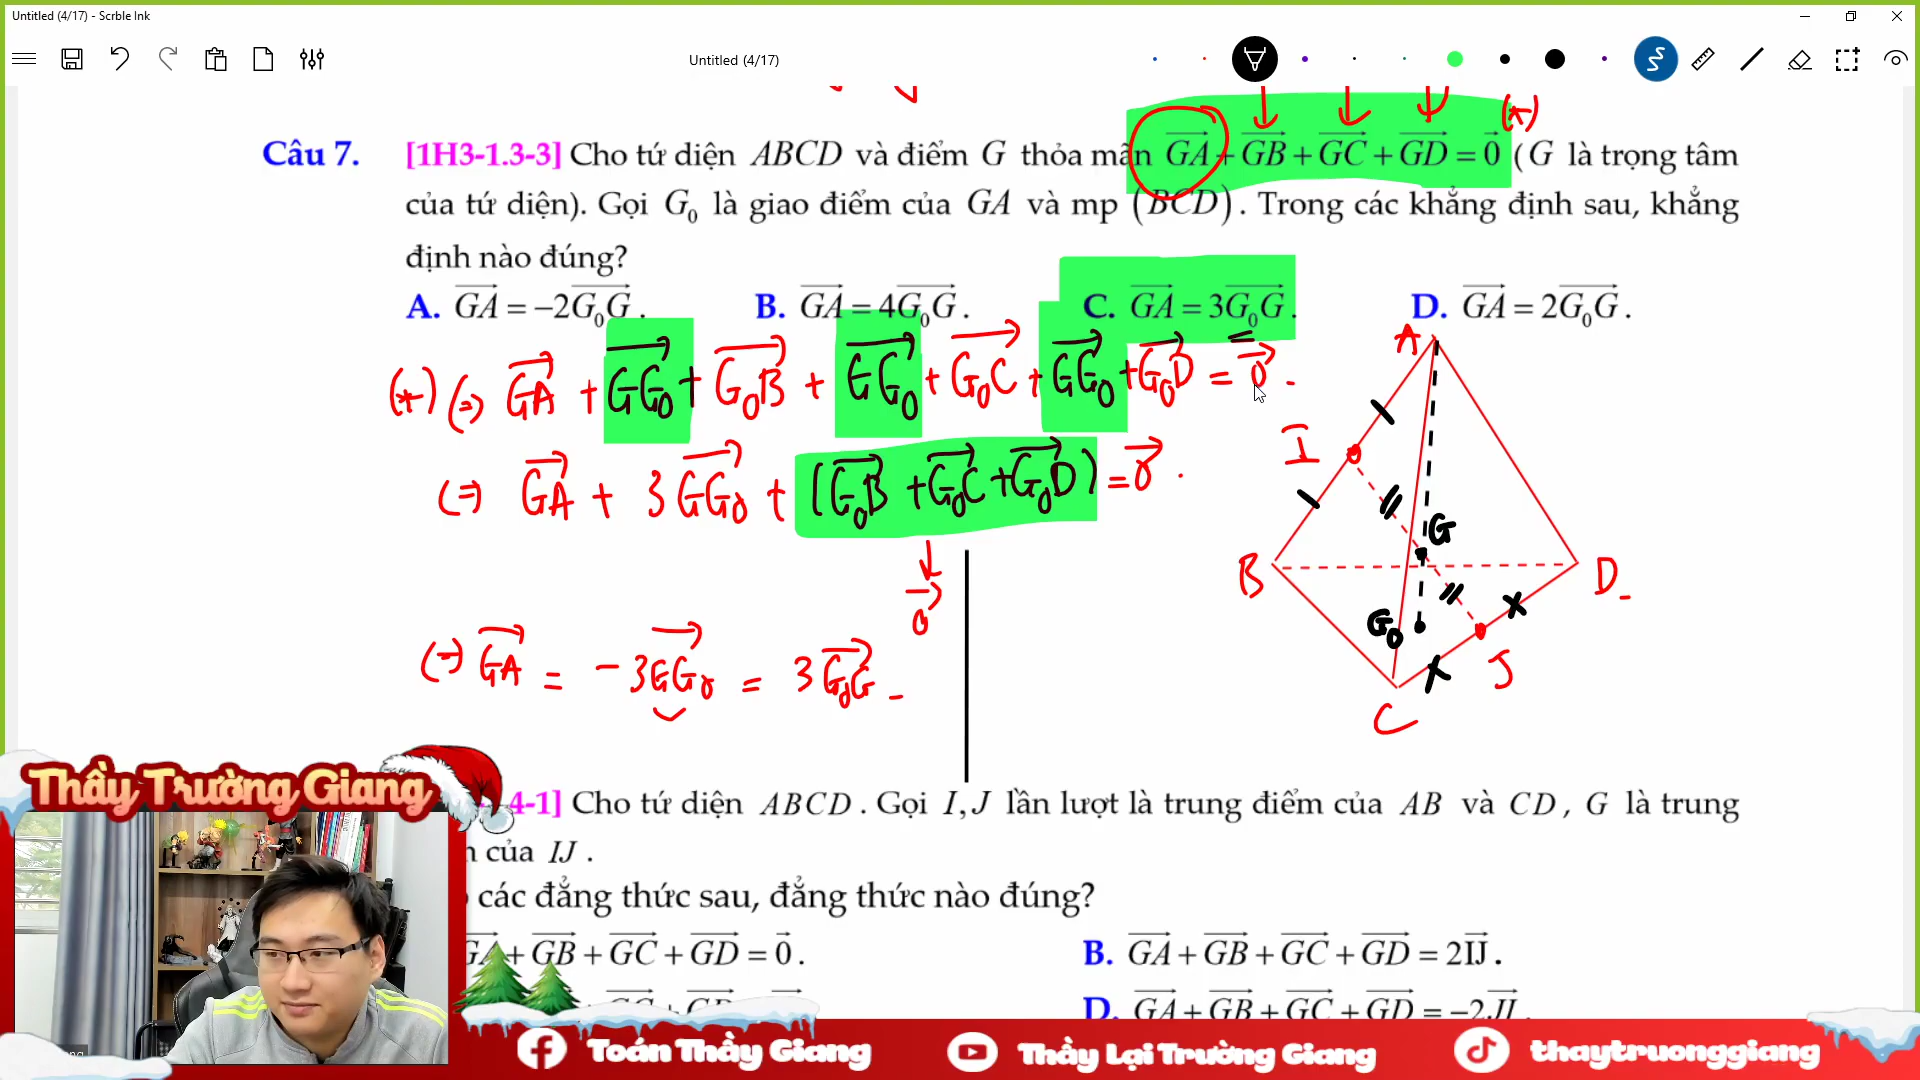 Untitled (4/17) - Scrble Ink
Untitled (4/17)
(*)
Câu 7. [1H3-1.3-3] Cho tứ diện ABCD và điểm G thỏa mãn GA⃗ + GB⃗ + GC⃗ + GD⃗ = 0⃗ (G là trọng tâm
của tứ diện). Gọi G₀ là giao điểm của GA và mp (BCD). Trong các khẳng định sau, khẳng
định nào đúng?
A. GA⃗ = −2G₀G⃗. B. GA⃗ = 4G₀G⃗. C. GA⃗ = 3G₀G⃗. D. GA⃗ = 2G₀G⃗.
(*) (=) GA⃗ + GG₀⃗ + G₀B⃗ + GG₀⃗ + G₀C⃗ + GG₀⃗ + G₀D⃗ = 0⃗.
(=) GA⃗ + 3GG₀⃗ + (G₀B⃗ + G₀C⃗ + G₀D⃗) = 0⃗.
0⃗
(=) GA⃗ = −3GG₀⃗ = 3G₀G⃗
A
I
G
B
D
G₀
J
C
4-1] Cho tứ diện ABCD. Gọi I, J lần lượt là trung điểm của AB và CD, G là trung
của IJ.
các đẳng thức sau, đẳng thức nào đúng?
GA⃗ + GB⃗ + GC⃗ + GD⃗ = 0⃗. B. GA⃗ + GB⃗ + GC⃗ + GD⃗ = 2IJ⃗.
D. GA⃗ + GB⃗ + GC⃗ + GD⃗ = −2JI⃗.
Thầy Trường Giang
Toán Thầy Giang
Thầy Lại Trường Giang
thaytruonggiang